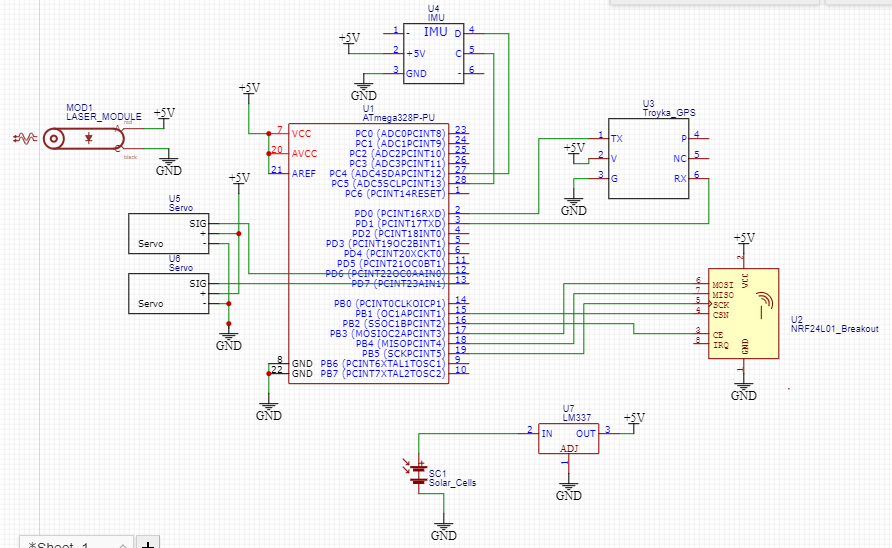 U4
IMU
+5V
1 - IMU D 4
2 +5V C 5
3 GND - 6
GND
MOD1
LASER_MODULE
+5V
red
black
GND
+5V
U1
ATmega328P-PU
7 VCC
20 AVCC
21 AREF
8 GND
22 GND
GND
PC0 (ADC0PCINT8) 23
PC1 (ADC1PCINT9) 24
PC2 (ADC2PCINT10) 25
PC3 (ADC3PCINT11) 26
PC4 (ADC4SDAPCINT12) 27
PC5 (ADC5SCLPCINT13) 28
PC6 (PCINT14RESET) 1
PD0 (PCINT16RXD) 2
PD1 (PCINT17TXD) 3
PD2 (PCINT18INT0) 4
PD3 (PCINT19OC2BINT1) 5
PD4 (PCINT20XCKT0) 6
PD5 (PCINT21OC0BT1) 11
PD6 (PCINT22OC0AAIN0) 12
PD7 (PCINT23AIN1) 13
PB0 (PCINT0CLKOICP1) 14
PB1 (OC1APCINT1) 15
PB2 (SSOC1BPCINT2) 16
PB3 (MOSIOC2APCINT3) 17
PB4 (MISOPCINT4) 18
PB5 (SCKPCINT5) 19
PB6 (PCINT6XTAL1TOSC1) 9
PB7 (PCINT7XTAL2TOSC2) 10
+5V
U5
Servo
SIG
+
Servo -
U6
Servo
SIG
+
Servo -
GND
U3
Troyka_GPS
+5V
1 TX P 4
2 V NC 5
3 G RX 6
GND
+5V
2
VCC
6 MOSI
7 MISO
5 SCK
4 CSN
3 CE
8 IRQ
GND
1
U2
NRF24L01_Breakout
GND
U7
LM337
+5V
2 IN OUT 3
ADJ
1
GND
+
SC1
Solar_Cells
GND
*Sheet_1
+